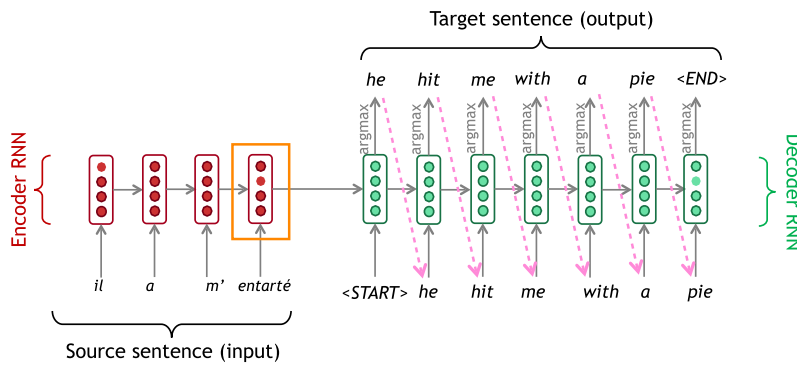 Target sentence (output)
he hit me with a pie <END>
argmax argmax argmax argmax argmax argmax argmax
Encoder RNN
Decoder RNN
il a m’ entarté
<START> he hit me with a pie
Source sentence (input)